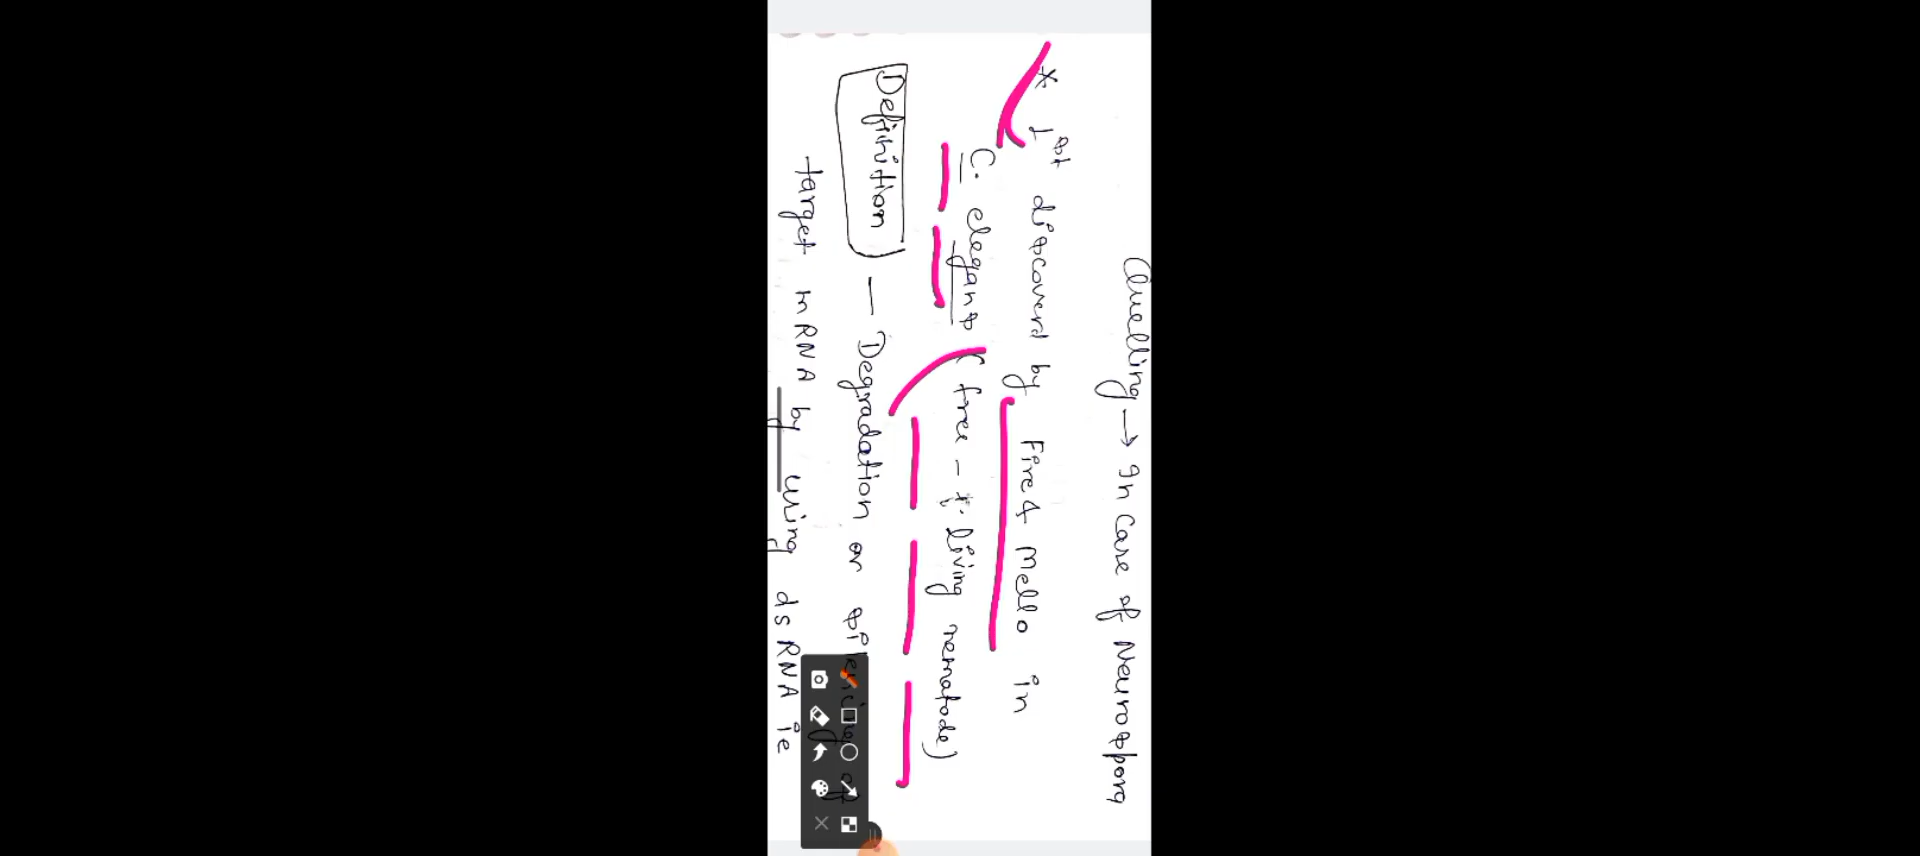 Quelling → In Case of Neurospora
* 1st discoverd by Fire & Mello in
C. elegans (free - living nematode)
Definition — Degradation or silencing of
target mRNA by using dsRNA ie